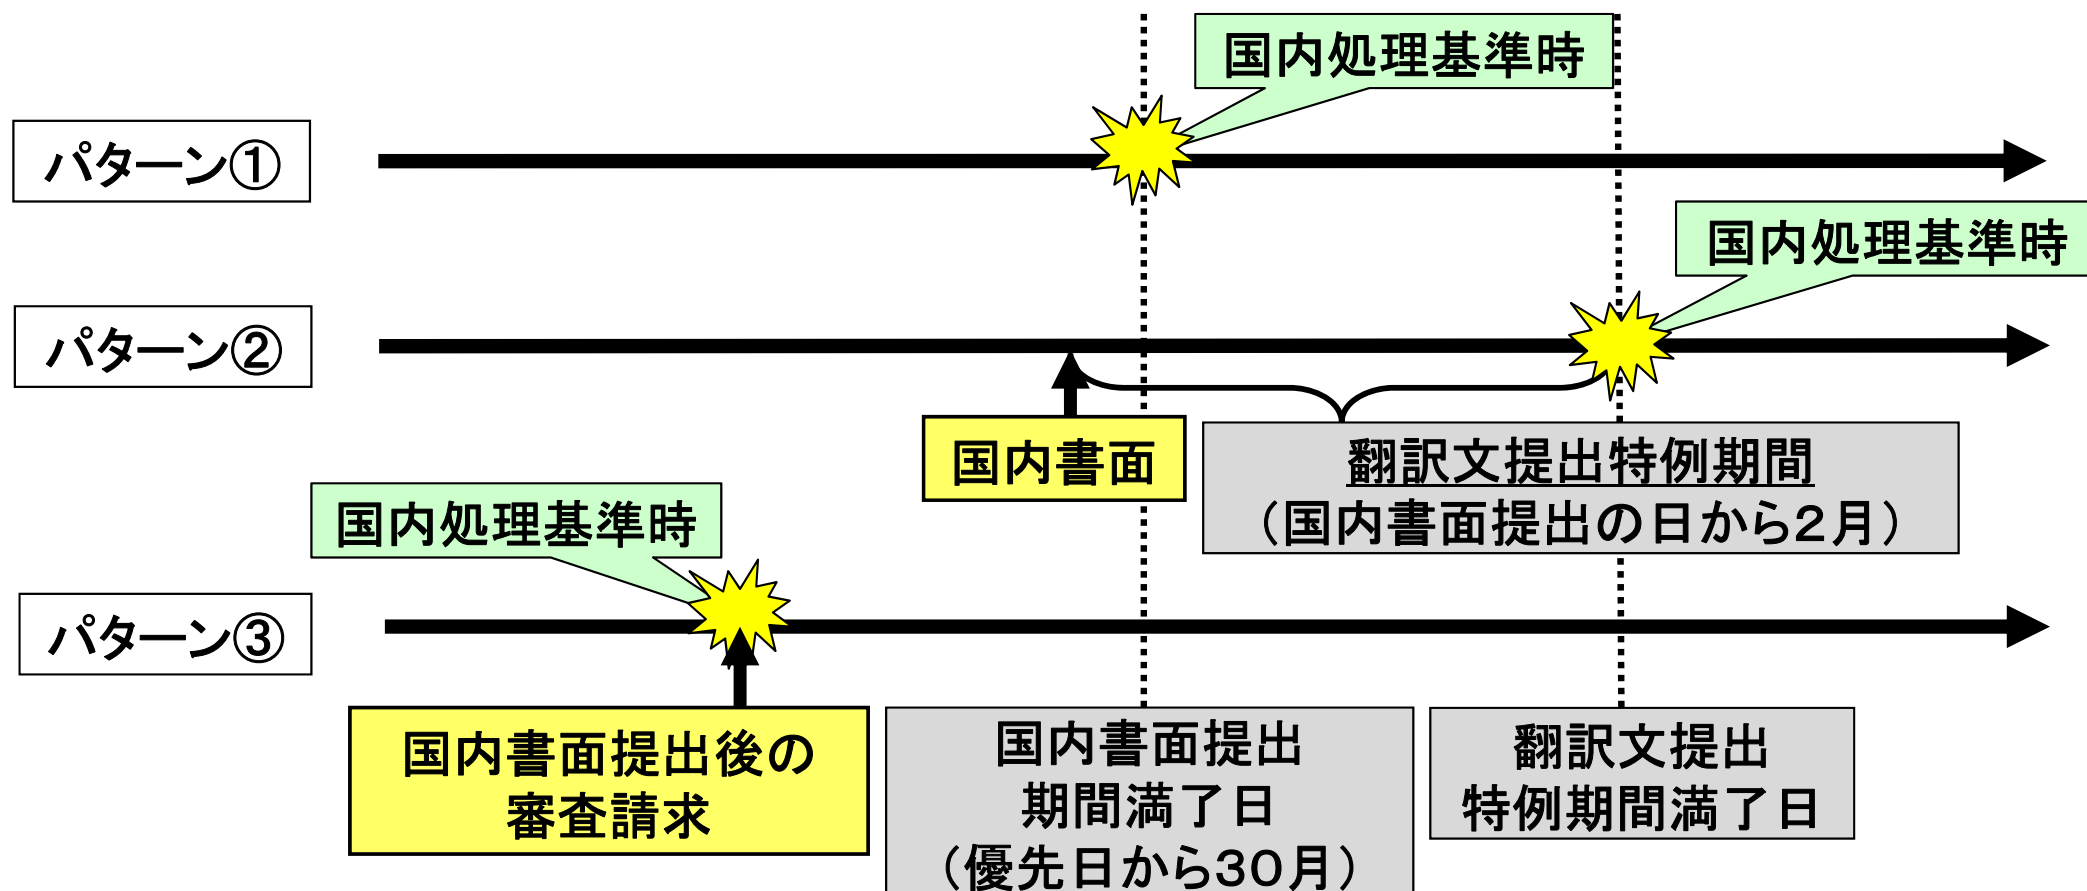 国内処理基準時
パターン①
国内処理基準時
パターン②
国内書面
翻訳文提出特例期間
（国内書面提出の日から２月）
国内処理基準時
パターン③
国内書面提出後の
審査請求
国内書面提出
期間満了日
（優先日から３０月）
翻訳文提出
特例期間満了日